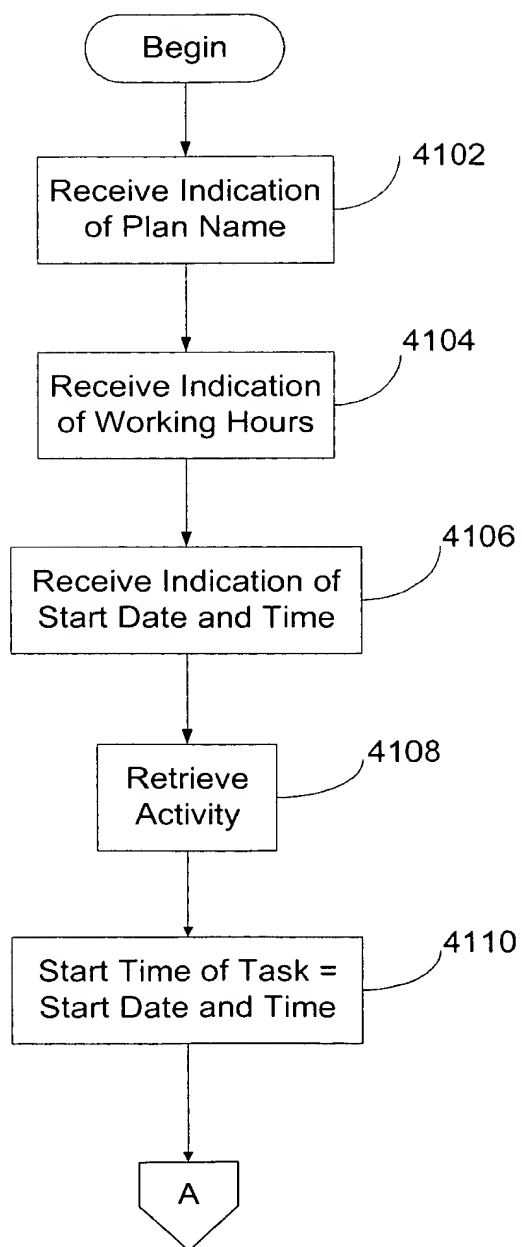 Begin
4102
Receive Indication
of Plan Name
4104
Receive Indication
of Working Hours
4106
Receive Indication of
Start Date and Time
4108
Retrieve
Activity
4110
Start Time of Task =
Start Date and Time
A